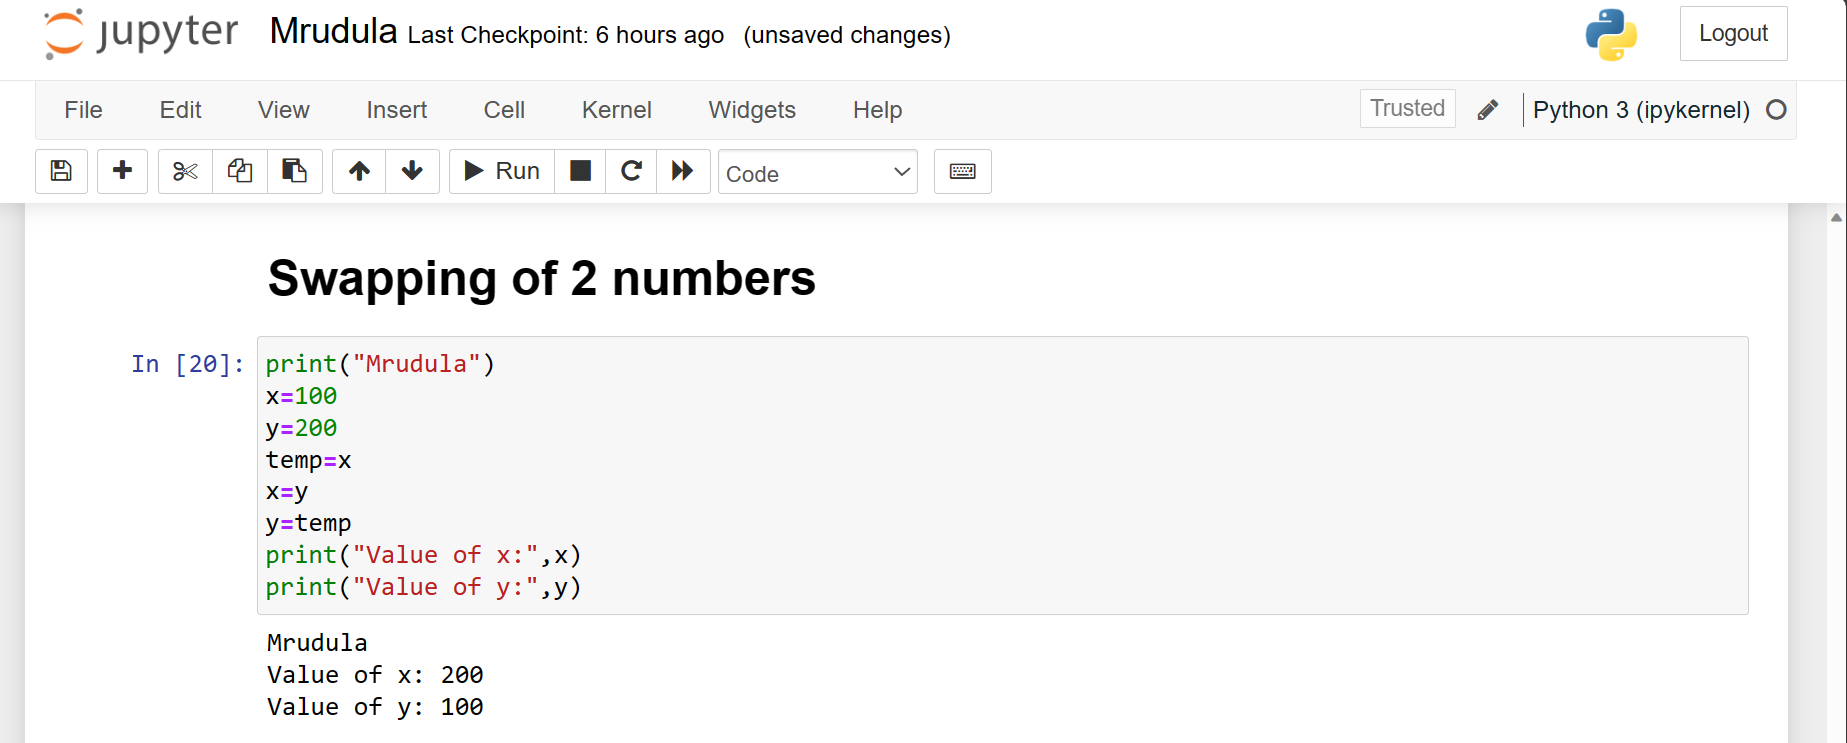 jupyter Mrudula Last Checkpoint: 6 hours ago (unsaved changes) Logout
File Edit View Insert Cell Kernel Widgets Help Trusted Python 3 (ipykernel)
Run Code
Swapping of 2 numbers
In [20]: print("Mrudula")
x=100
y=200
temp=x
x=y
y=temp
print("Value of x:",x)
print("Value of y:",y)
Mrudula
Value of x: 200
Value of y: 100